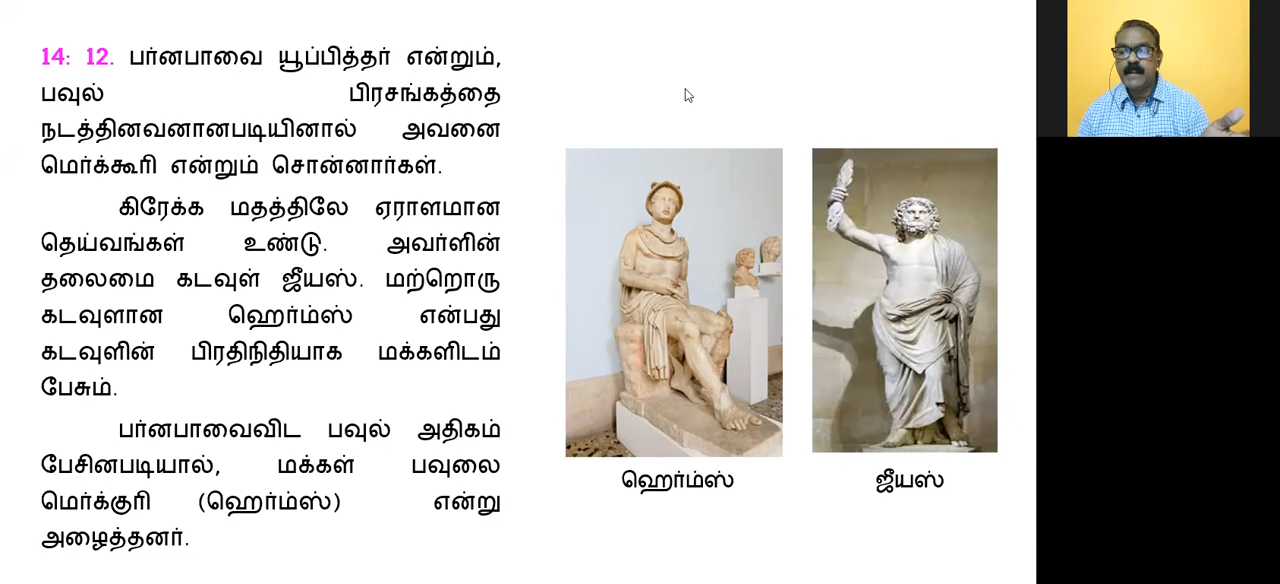 14: 12. பர்னபாவை யூப்பித்தர் என்றும்,
பவுல் பிரசங்கத்தை
நடத்தினவனானபடியினால் அவனை
மெர்க்கூரி என்றும் சொன்னார்கள்.
கிரேக்க மதத்திலே ஏராளமான
தெய்வங்கள் உண்டு. அவர்ளின்
தலைமை கடவுள் ஜீயஸ். மற்றொரு
கடவுளான ஹெர்ம்ஸ் என்பது
கடவுளின் பிரதிநிதியாக மக்களிடம்
பேசும்.
பர்னபாவைவிட பவுல் அதிகம்
பேசினபடியால், மக்கள் பவுலை
மெர்க்குரி (ஹெர்ம்ஸ்) என்று
அழைத்தனர்.
ஹெர்ம்ஸ்
ஜீயஸ்